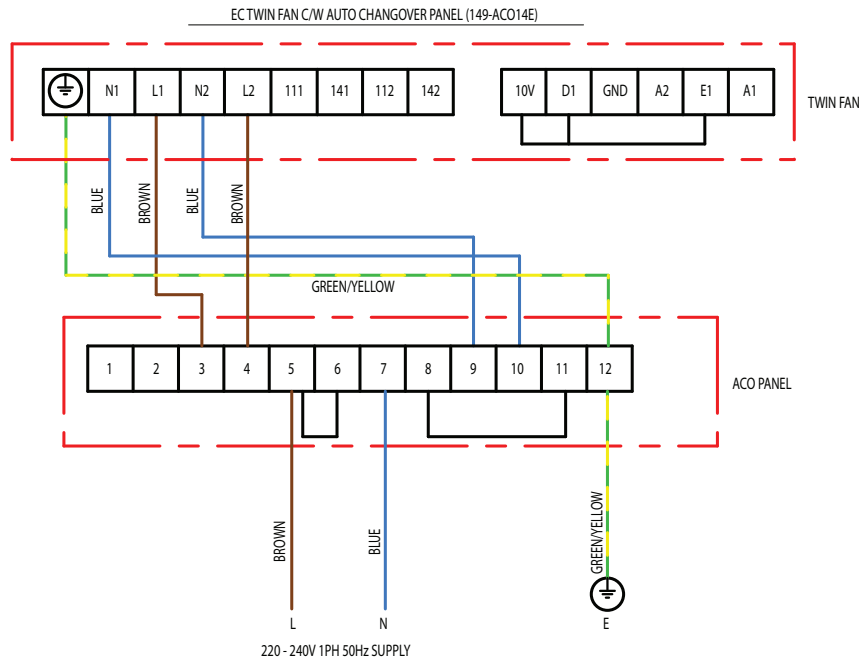 EC TWIN FAN C/W AUTO CHANGOVER PANEL (149-ACO14E)
N1 L1 N2 L2 111 141 112 142
10V D1 GND A2 E1 A1
TWIN FAN
BLUE
BROWN
BLUE
BROWN
GREEN/YELLOW
1 2 3 4 5 6 7 8 9 10 11 12
ACO PANEL
BROWN
BLUE
GREEN/YELLOW
L N E
220 - 240V 1PH 50Hz SUPPLY